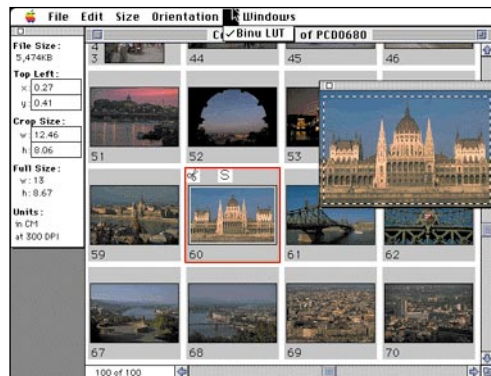 File Edit Size Orientation Windows
✓Binu LUT
of PCD0680
File Size:
5,474KB
Top Left:
x: 0.27
y: 0.41
Crop Size:
w: 12.46
h: 8.06
Full Size:
w: 13
h: 8.67
Units:
in CM
at 300 DPI
43 44 45 46
51 52 53
S
59 60 61 62
67 68 69 70
100 of 100